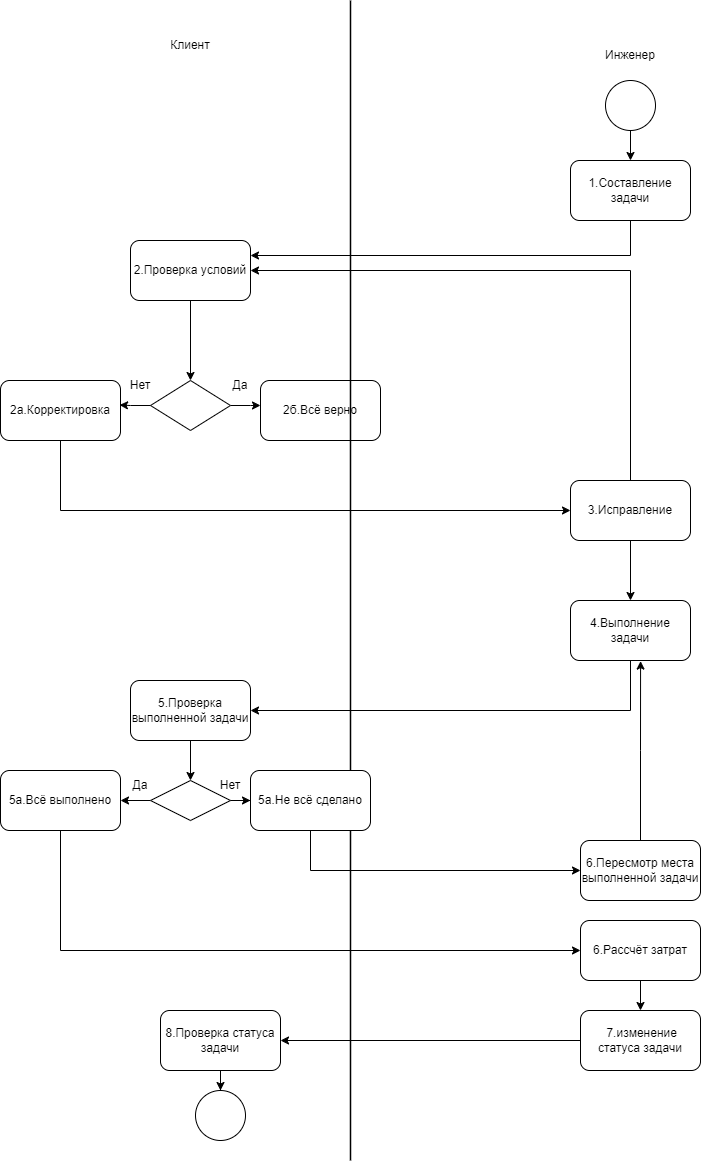 Клиент
Инженер
1.Составление
задачи
2.Проверка условий
Нет
Да
2а.Корректировка
2б.Всё верно
3.Исправление
4.Выполнение
задачи
5.Проверка
выполненной задачи
Да
Нет
5а.Всё выполнено
5а.Не всё сделано
6.Пересмотр места
выполненной задачи
6.Рассчёт затрат
8.Проверка статуса
задачи
7.изменение
статуса задачи